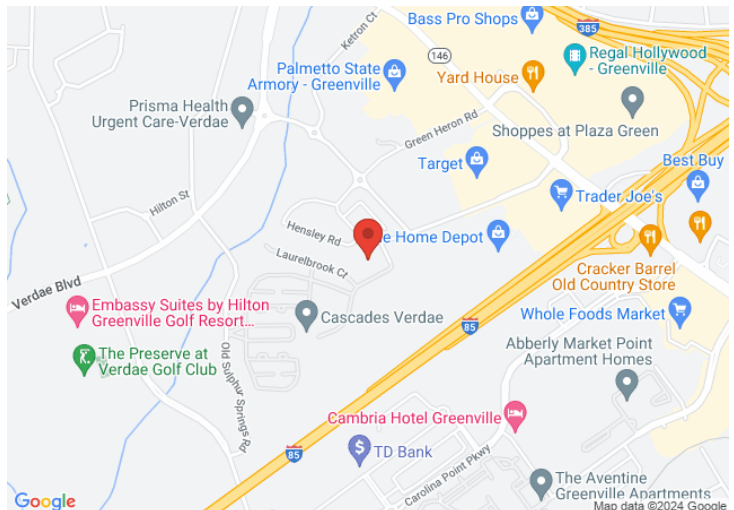 Bass Pro Shops
385
Ketron Ct
146
Regal Hollywood
- Greenville
Palmetto State
Armory - Greenville
Yard House
Prisma Health
Urgent Care-Verdae
Shoppes at Plaza Green
Green Heron Rd
Target
Best Buy
Trader Joe's
Hilton St
Hensley Rd
e Home Depot
Laurelbrook Ct
Cracker Barrel
Old Country Store
Verdae Blvd
Embassy Suites by Hilton
Greenville Golf Resort...
Cascades Verdae
85
Whole Foods Market
Abberly Market Point
Apartment Homes
The Preserve at
Verdae Golf Club
Old Sulphur Springs Rd
Cambria Hotel Greenville
85
TD Bank
Carolina Point Pkwy
The Aventine
Greenville Apartments
Google
Map data ©2024 Google